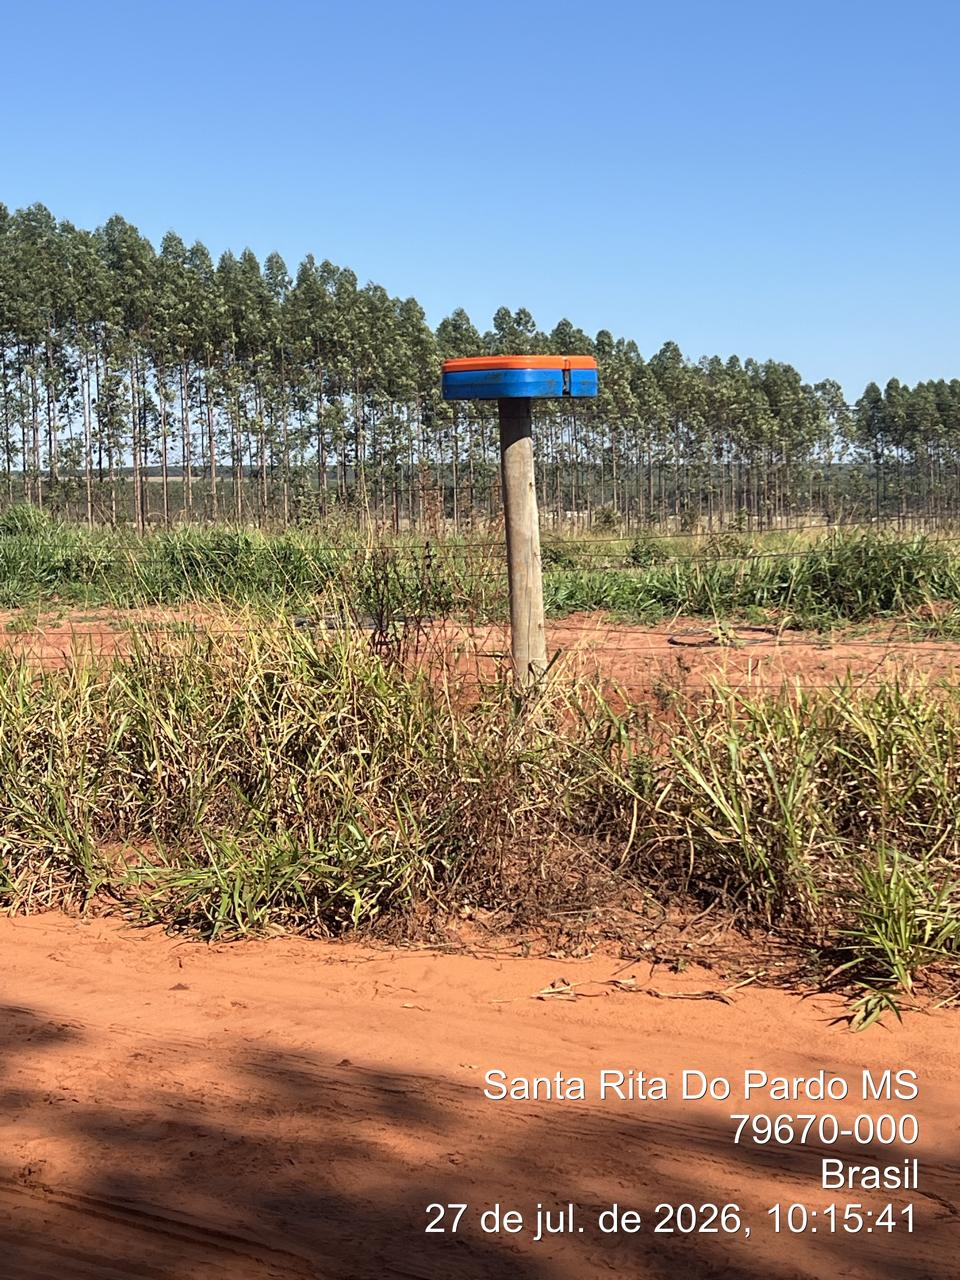 Santa Rita Do Pardo MS
79670-000
Brasil
27 de jul. de 2026, 10:15:41